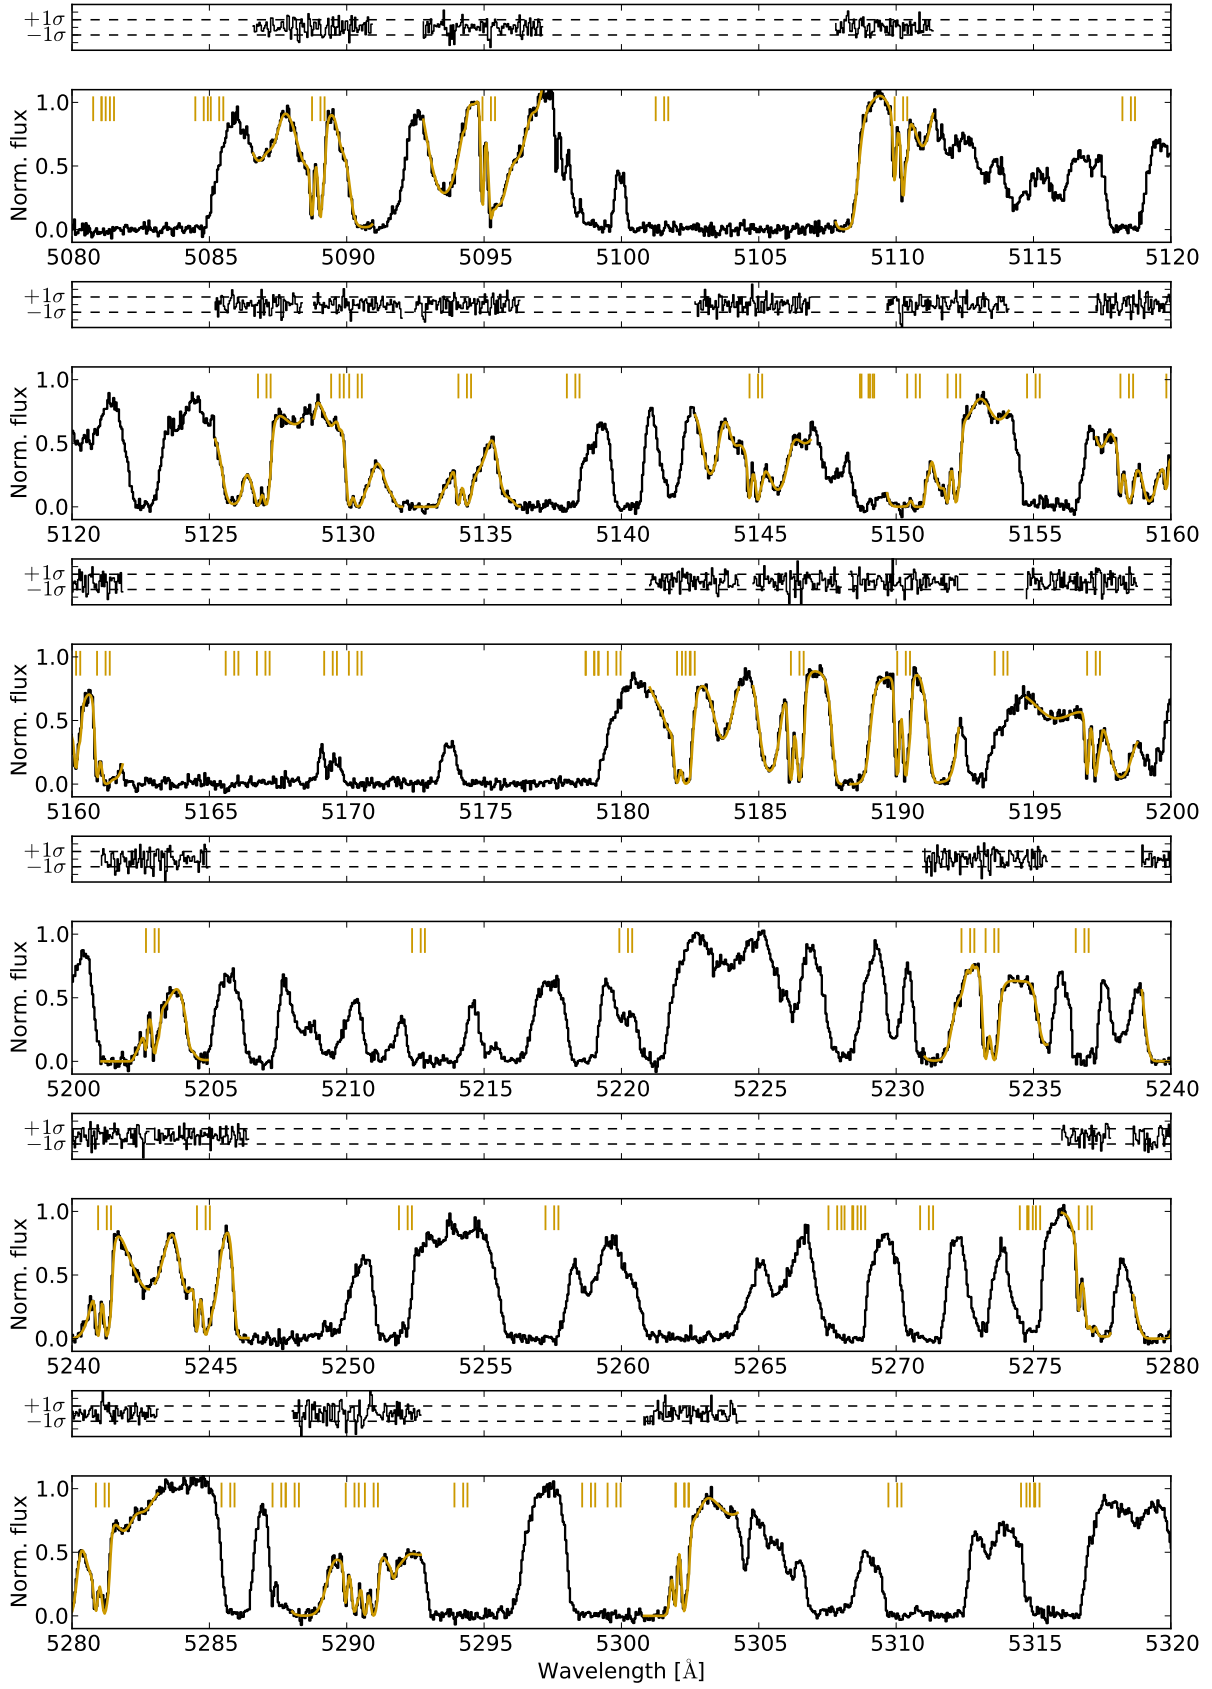 +1σ
−1σ
Norm. flux
1.0
0.5
0.0
5080 5085 5090 5095 5100 5105 5110 5115 5120
+1σ
−1σ
Norm. flux
1.0
0.5
0.0
5120 5125 5130 5135 5140 5145 5150 5155 5160
+1σ
−1σ
Norm. flux
1.0
0.5
0.0
5160 5165 5170 5175 5180 5185 5190 5195 5200
+1σ
−1σ
Norm. flux
1.0
0.5
0.0
5200 5205 5210 5215 5220 5225 5230 5235 5240
+1σ
−1σ
Norm. flux
1.0
0.5
0.0
5240 5245 5250 5255 5260 5265 5270 5275 5280
+1σ
−1σ
Norm. flux
1.0
0.5
0.0
5280 5285 5290 5295 5300 5305 5310 5315 5320
Wavelength [Å]